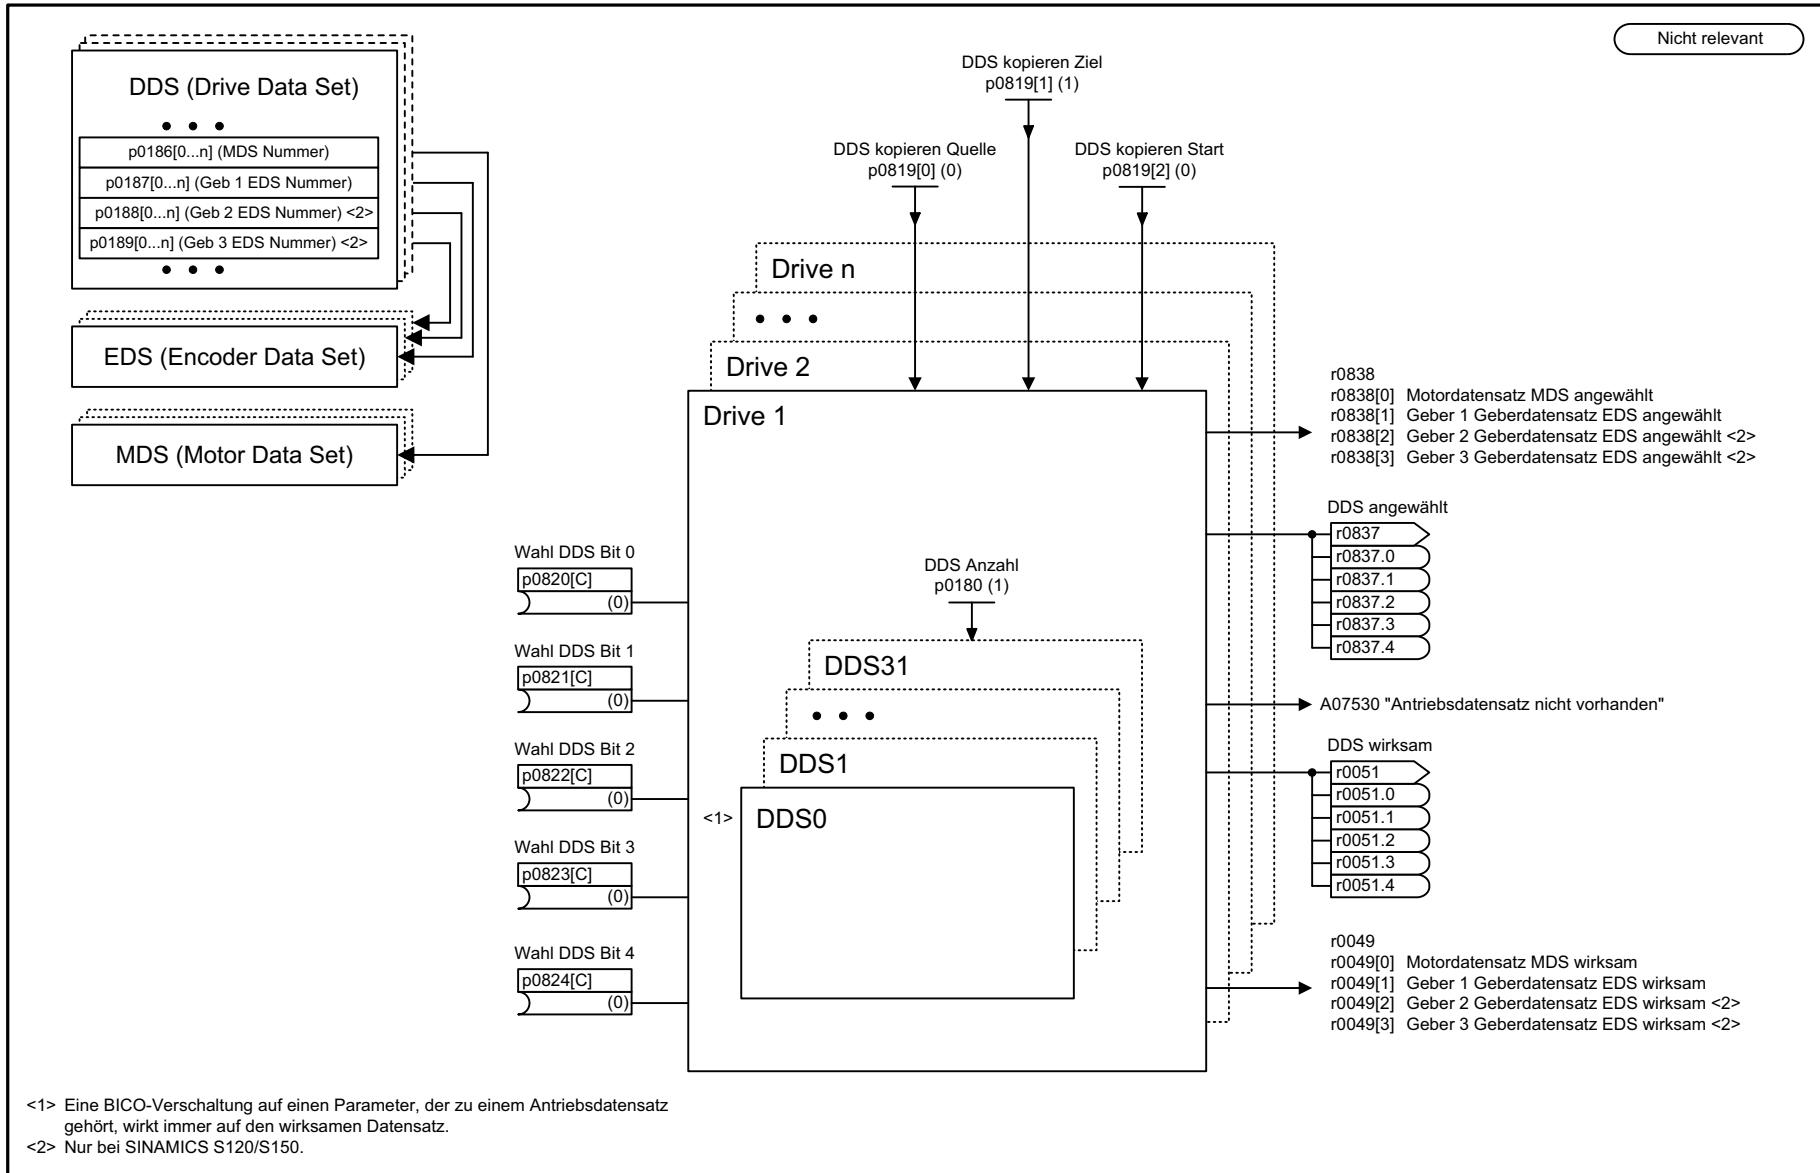 Nicht relevant
DDS (Drive Data Set)
• • •
p0186[0...n] (MDS Nummer)
p0187[0...n] (Geb 1 EDS Nummer)
p0188[0...n] (Geb 2 EDS Nummer) <2>
p0189[0...n] (Geb 3 EDS Nummer) <2>
• • •
EDS (Encoder Data Set)
MDS (Motor Data Set)
DDS kopieren Ziel
p0819[1] (1)
DDS kopieren Quelle
p0819[0] (0)
DDS kopieren Start
p0819[2] (0)
Drive n
• • •
Drive 2
Drive 1
Wahl DDS Bit 0
p0820[C]
(0)
Wahl DDS Bit 1
p0821[C]
(0)
Wahl DDS Bit 2
p0822[C]
(0)
Wahl DDS Bit 3
p0823[C]
(0)
Wahl DDS Bit 4
p0824[C]
(0)
DDS Anzahl
p0180 (1)
DDS31
• • •
DDS1
<1>
DDS0
r0838
r0838[0] Motordatensatz MDS angewählt
r0838[1] Geber 1 Geberdatensatz EDS angewählt
r0838[2] Geber 2 Geberdatensatz EDS angewählt <2>
r0838[3] Geber 3 Geberdatensatz EDS angewählt <2>
DDS angewählt
r0837
r0837.0
r0837.1
r0837.2
r0837.3
r0837.4
A07530 "Antriebsdatensatz nicht vorhanden"
DDS wirksam
r0051
r0051.0
r0051.1
r0051.2
r0051.3
r0051.4
r0049
r0049[0] Motordatensatz MDS wirksam
r0049[1] Geber 1 Geberdatensatz EDS wirksam
r0049[2] Geber 2 Geberdatensatz EDS wirksam <2>
r0049[3] Geber 3 Geberdatensatz EDS wirksam <2>
<1> Eine BICO-Verschaltung auf einen Parameter, der zu einem Antriebsdatensatz
gehört, wirkt immer auf den wirksamen Datensatz.
<2> Nur bei SINAMICS S120/S150.